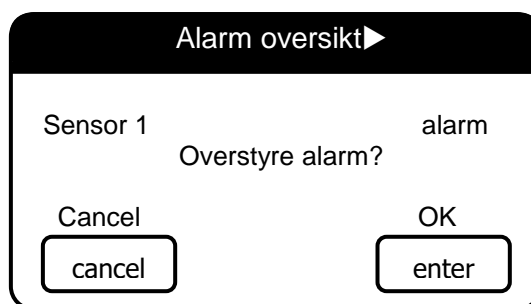 Alarm oversikt▶
Sensor 1 alarm
Overstyre alarm?
Cancel OK
cancel enter